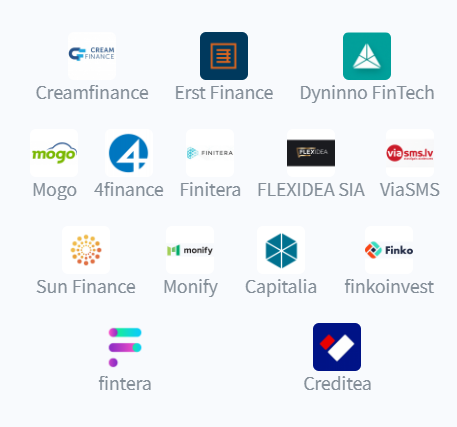 CREAM
FINANCE
Creamfinance
Erst Finance
Dyninno FinTech
mogo
4
FINITERA
FLEXIDEA
viasms.lv
Mogo
4finance
Finitera
FLEXIDEA SIA
ViaSMS
monify
Finko
Sun Finance
Monify
Capitalia
finkoinvest
fintera
Creditea